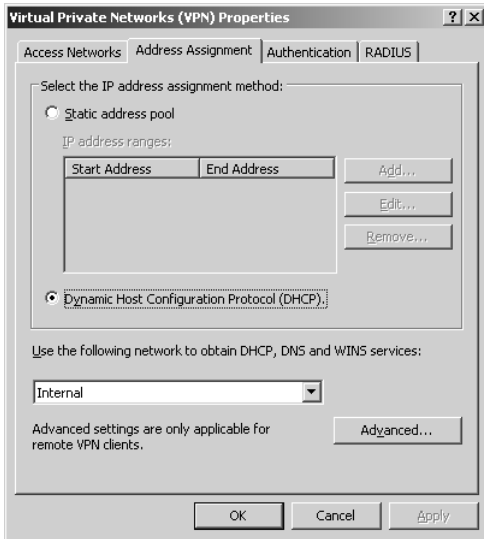 Virtual Private Networks (VPN) Properties
Access Networks
Address Assignment
Authentication
RADIUS
Select the IP address assignment method:
Static address pool
IP address ranges:
Start Address
End Address
Add...
Edit...
Remove...
Dynamic Host Configuration Protocol (DHCP).
Use the following network to obtain DHCP, DNS and WINS services:
Internal
Advanced settings are only applicable for
remote VPN clients.
Advanced...
OK
Cancel
Apply